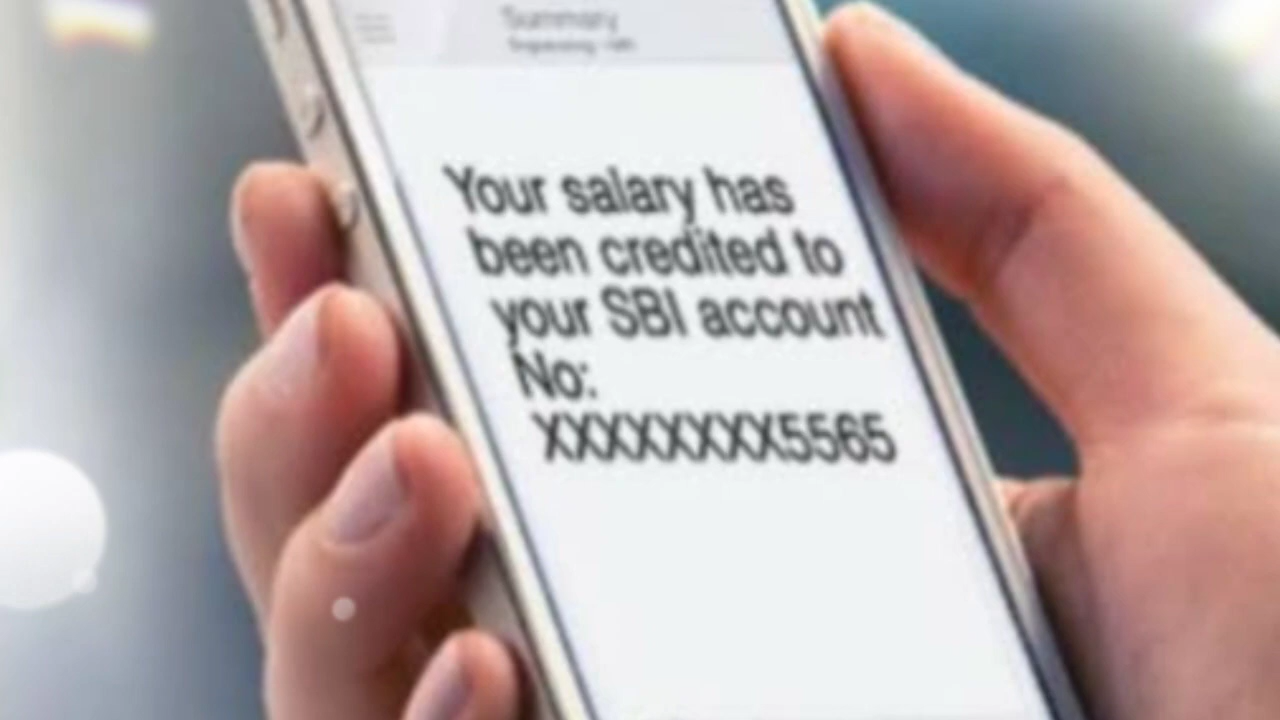 Summary
Your salary has
been credited to
your SBI account
No:
XXXXXXXX5565